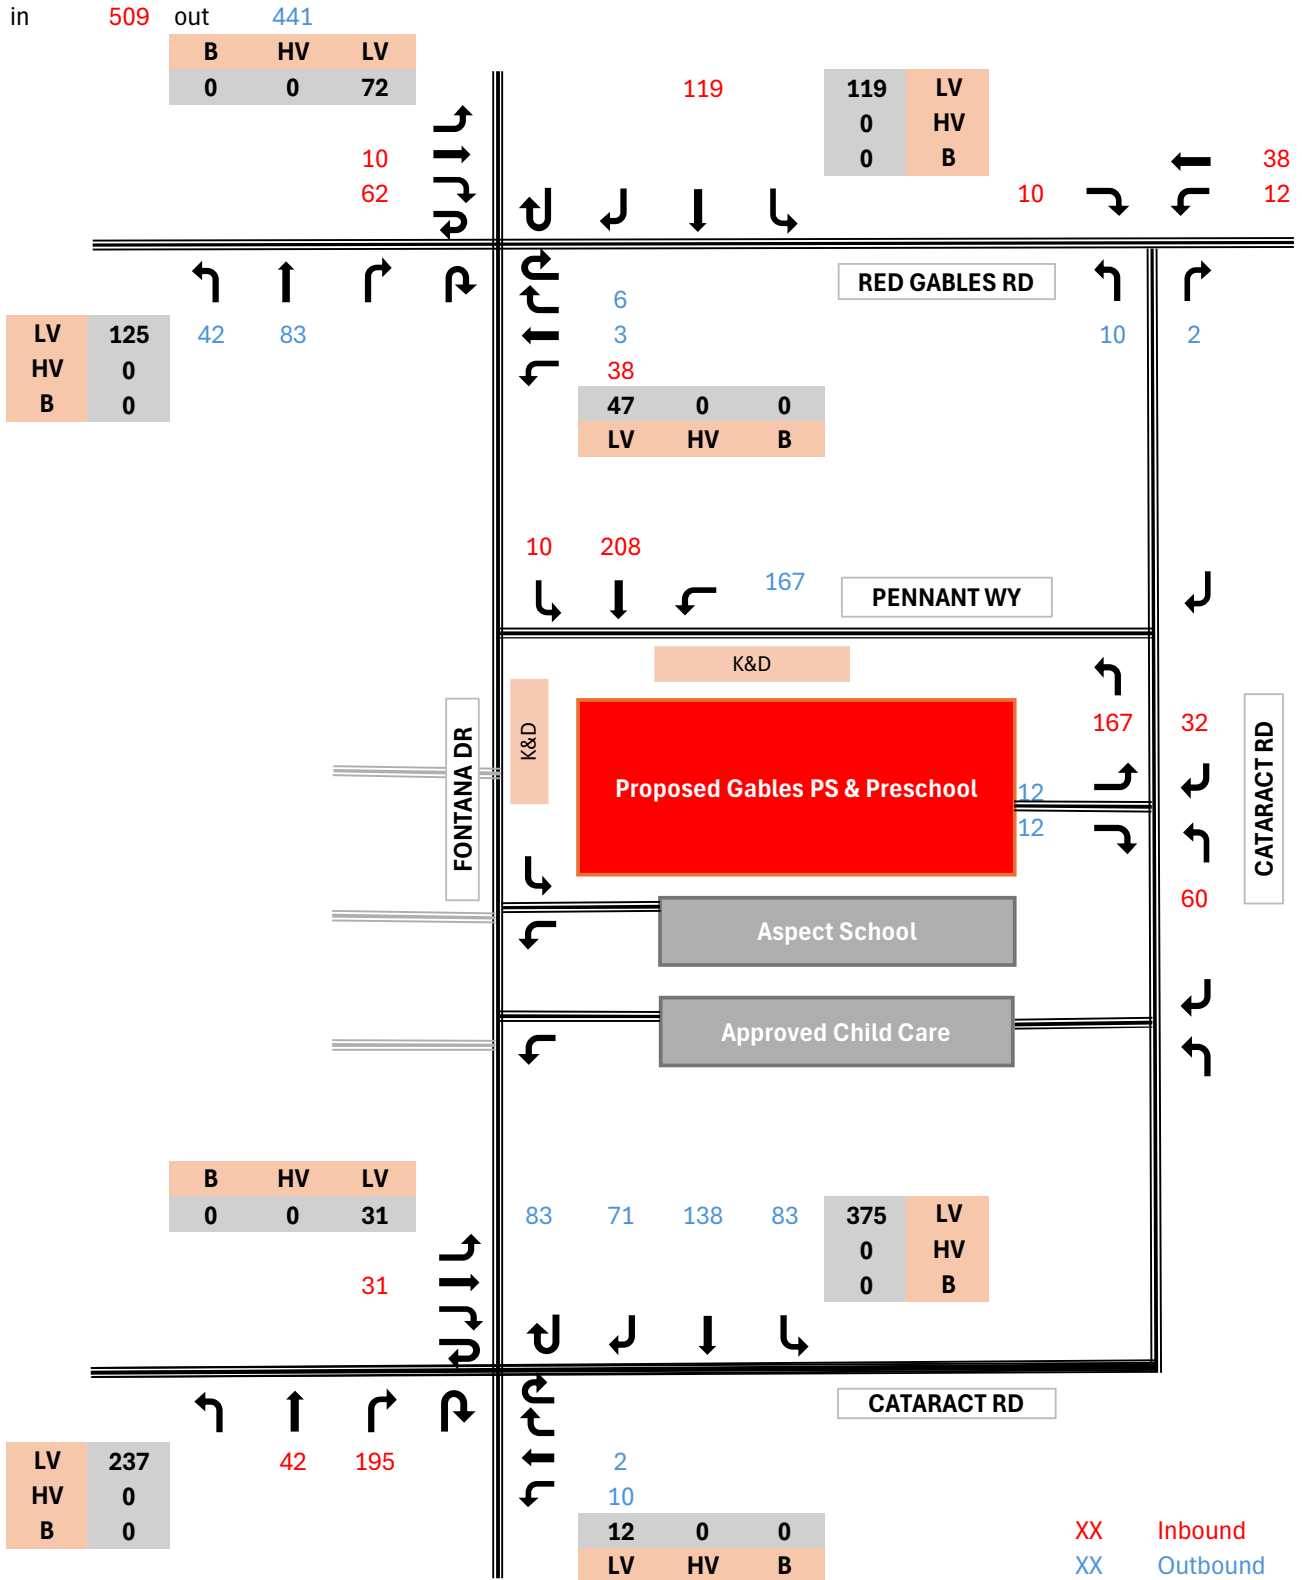 in 509 out 441
B HV LV
0 0 72
119
119 LV
0 HV
0 B
10
62
38
10 12
RED GABLES RD
LV 125 42 83
HV 0
B 0
6
3
38
47 0 0
LV HV B
10 2
10 208
167
PENNANT WY
K&D
K&D
FONTANA DR
167 32
CATARACT RD
Proposed Gables PS & Preschool
12
12
60
Aspect School
Approved Child Care
B HV LV
0 0 31
83 71 138 83 375 LV
0 HV
0 B
31
CATARACT RD
LV 237 42 195
HV 0
B 0
2
10
12 0 0
LV HV B
XX Inbound
XX Outbound